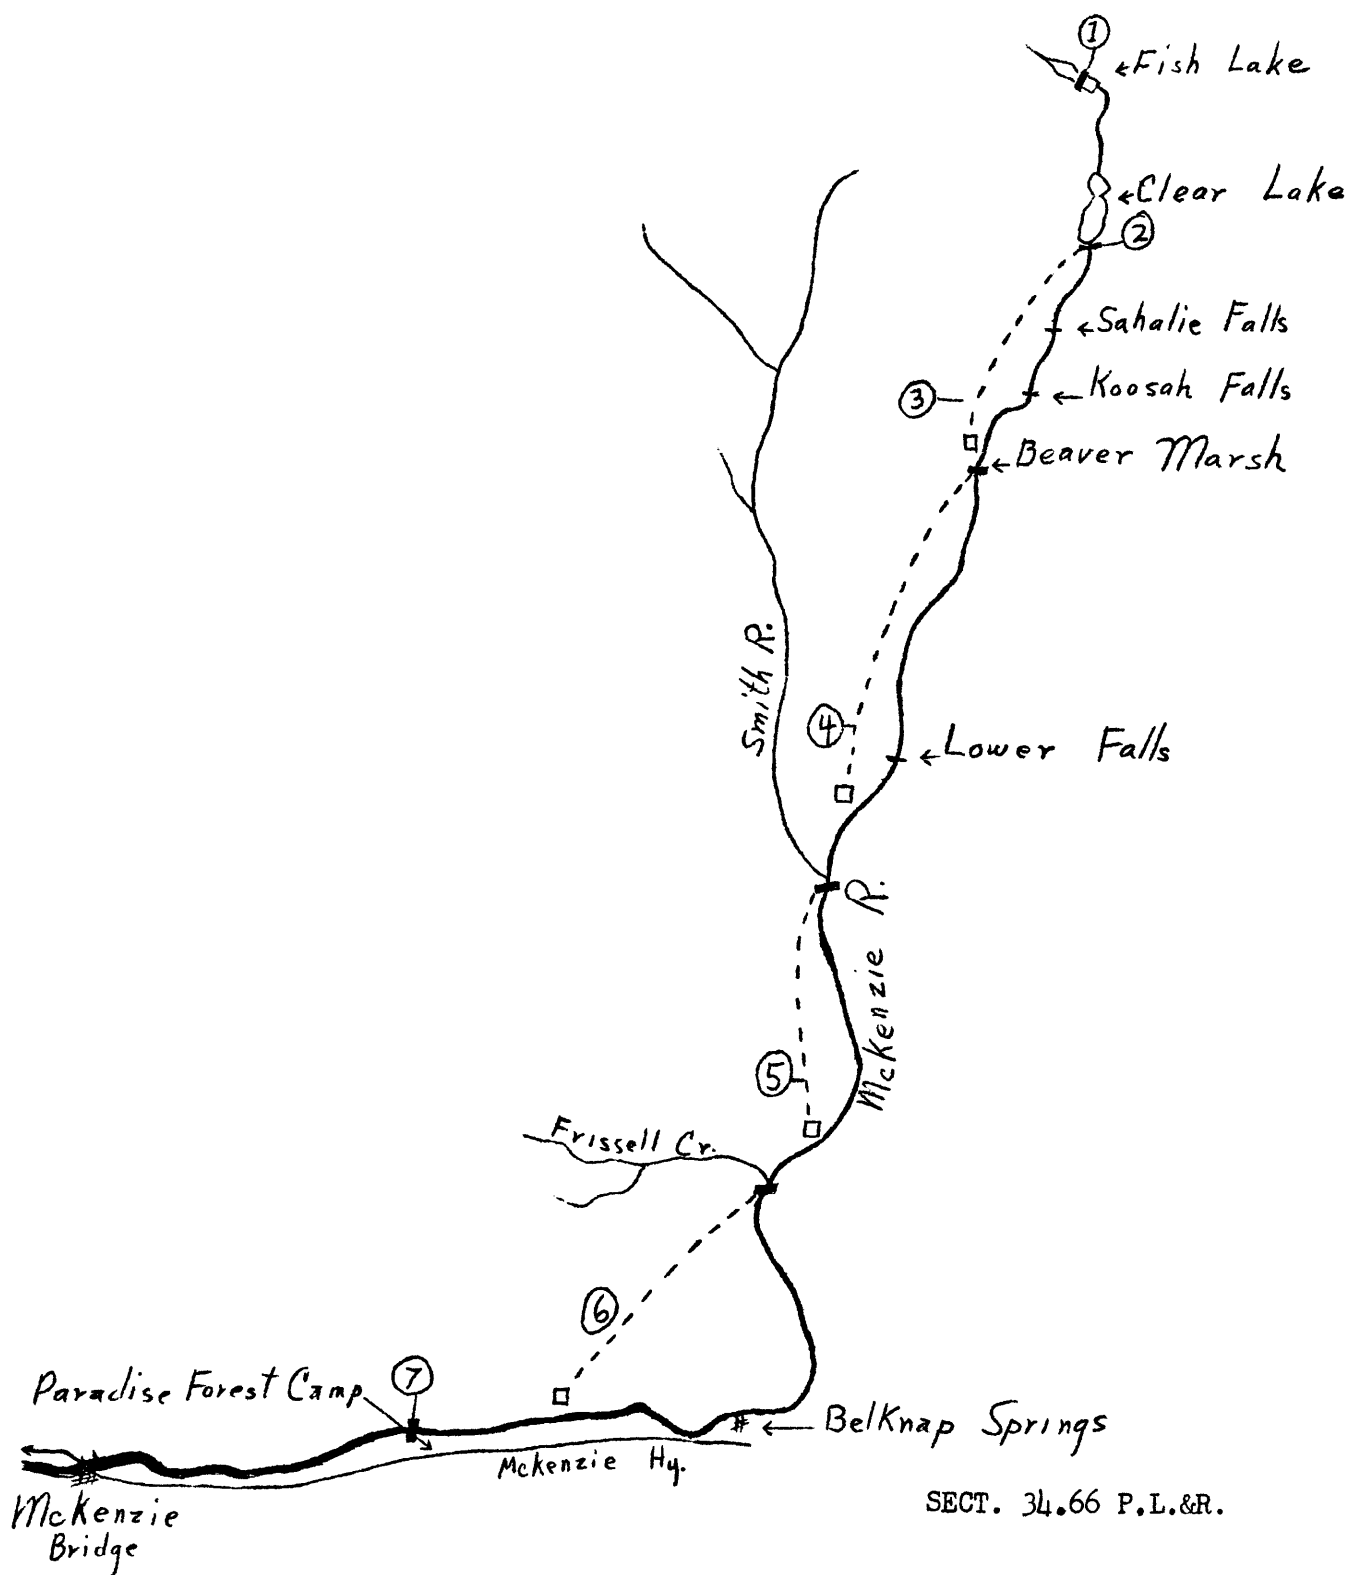 1
Fish Lake
Clear Lake
2
Sahalie Falls
3
Koosah Falls
Beaver Marsh
Smith R.
4
Lower Falls
McKenzie R.
5
Frissell Cr.
6
7
Paradise Forest Camp
BelKnap Springs
McKenzie Hy.
SECT. 34.66 P.L.&R.
McKenzie
Bridge